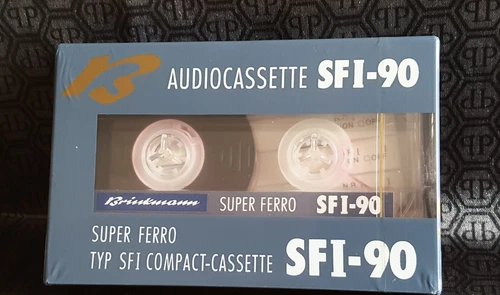 B AUDIOCASSETTE SFI-90
Brinkmann SUPER FERRO SFI-90
SUPER FERRO
TYP SFI COMPACT-CASSETTE SFI-90